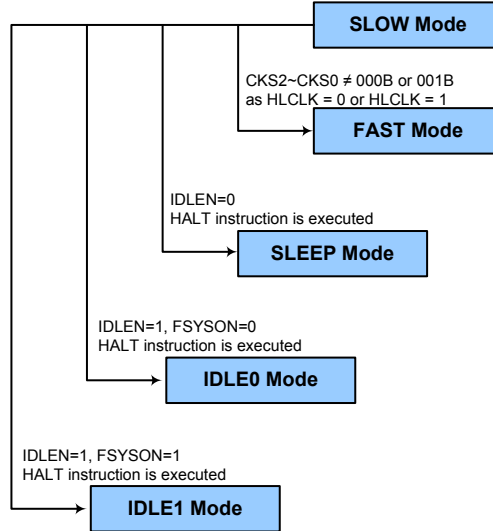 SLOW Mode
CKS2~CKS0 ≠ 000B or 001B
as HLCLK = 0 or HLCLK = 1
FAST Mode
IDLEN=0
HALT instruction is executed
SLEEP Mode
IDLEN=1, FSYSON=0
HALT instruction is executed
IDLE0 Mode
IDLEN=1, FSYSON=1
HALT instruction is executed
IDLE1 Mode